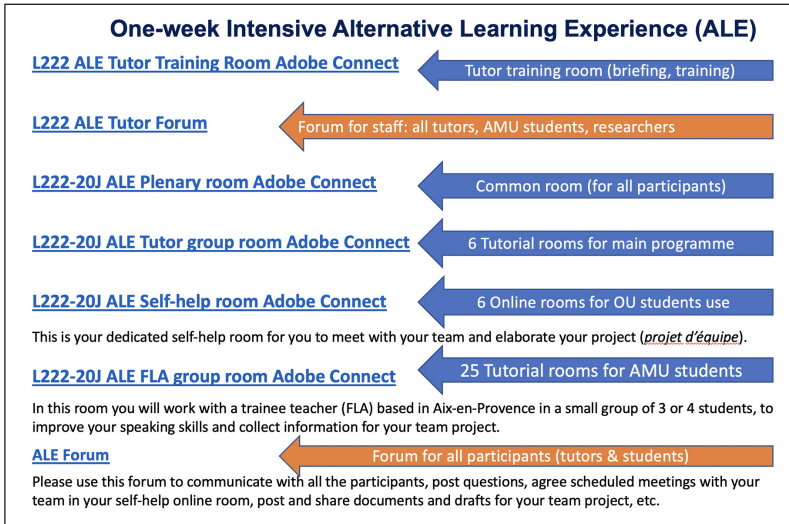 One-week Intensive Alternative Learning Experience (ALE)
L222 ALE Tutor Training Room Adobe Connect
Tutor training room (briefing, training)
L222 ALE Tutor Forum
Forum for staff: all tutors, AMU students, researchers
L222-20J ALE Plenary room Adobe Connect
Common room (for all participants)
L222-20J ALE Tutor group room Adobe Connect
6 Tutorial rooms for main programme
L222-20J ALE Self-help room Adobe Connect
6 Online rooms for OU students use
This is your dedicated self-help room for you to meet with your team and elaborate your project (projet d’équipe).
L222-20J ALE FLA group room Adobe Connect
25 Tutorial rooms for AMU students
In this room you will work with a trainee teacher (FLA) based in Aix-en-Provence in a small group of 3 or 4 students, to
improve your speaking skills and collect information for your team project.
ALE Forum
Forum for all participants (tutors & students)
Please use this forum to communicate with all the participants, post questions, agree scheduled meetings with your
team in your self-help online room, post and share documents and drafts for your team project, etc.